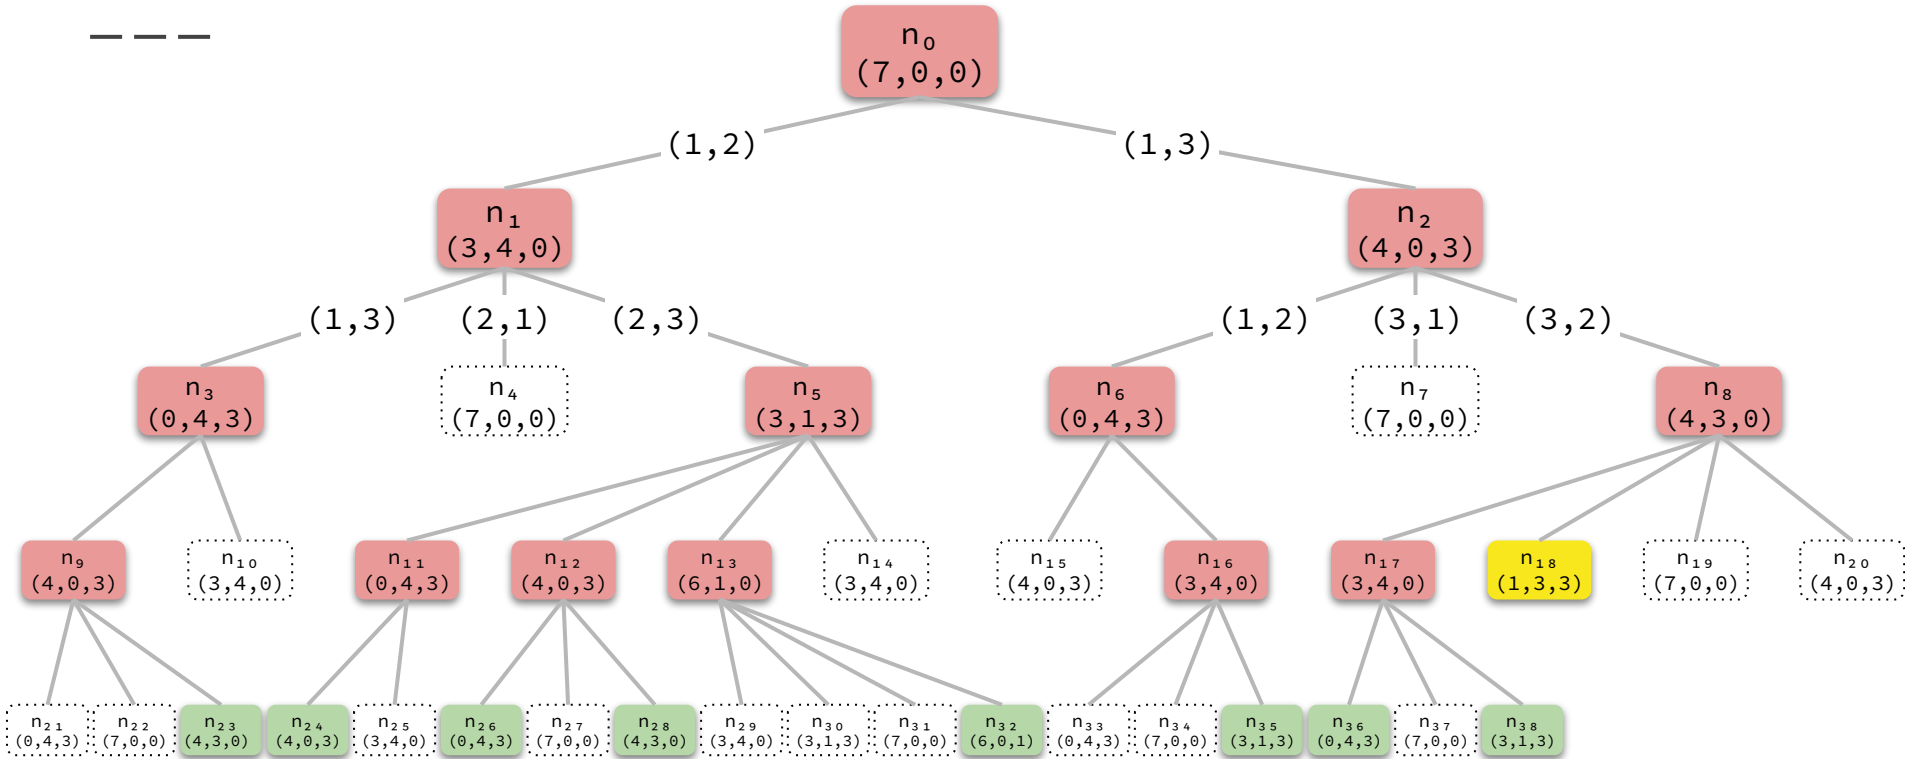 n₀
(7,0,0)
(1,2)
(1,3)
n₁
(3,4,0)
n₂
(4,0,3)
(1,3)
(2,1)
(2,3)
(1,2)
(3,1)
(3,2)
n₃
(0,4,3)
n₄
(7,0,0)
n₅
(3,1,3)
n₆
(0,4,3)
n₇
(7,0,0)
n₈
(4,3,0)
n₉
(4,0,3)
n₁₀
(3,4,0)
n₁₁
(0,4,3)
n₁₂
(4,0,3)
n₁₃
(6,1,0)
n₁₄
(3,4,0)
n₁₅
(4,0,3)
n₁₆
(3,4,0)
n₁₇
(3,4,0)
n₁₈
(1,3,3)
n₁₉
(7,0,0)
n₂₀
(4,0,3)
n₂₁
(0,4,3)
n₂₂
(7,0,0)
n₂₃
(4,3,0)
n₂₄
(4,0,3)
n₂₅
(3,4,0)
n₂₆
(0,4,3)
n₂₇
(7,0,0)
n₂₈
(4,3,0)
n₂₉
(3,4,0)
n₃₀
(3,1,3)
n₃₁
(7,0,0)
n₃₂
(6,0,1)
n₃₃
(0,4,3)
n₃₄
(7,0,0)
n₃₅
(3,1,3)
n₃₆
(0,4,3)
n₃₇
(7,0,0)
n₃₈
(3,1,3)